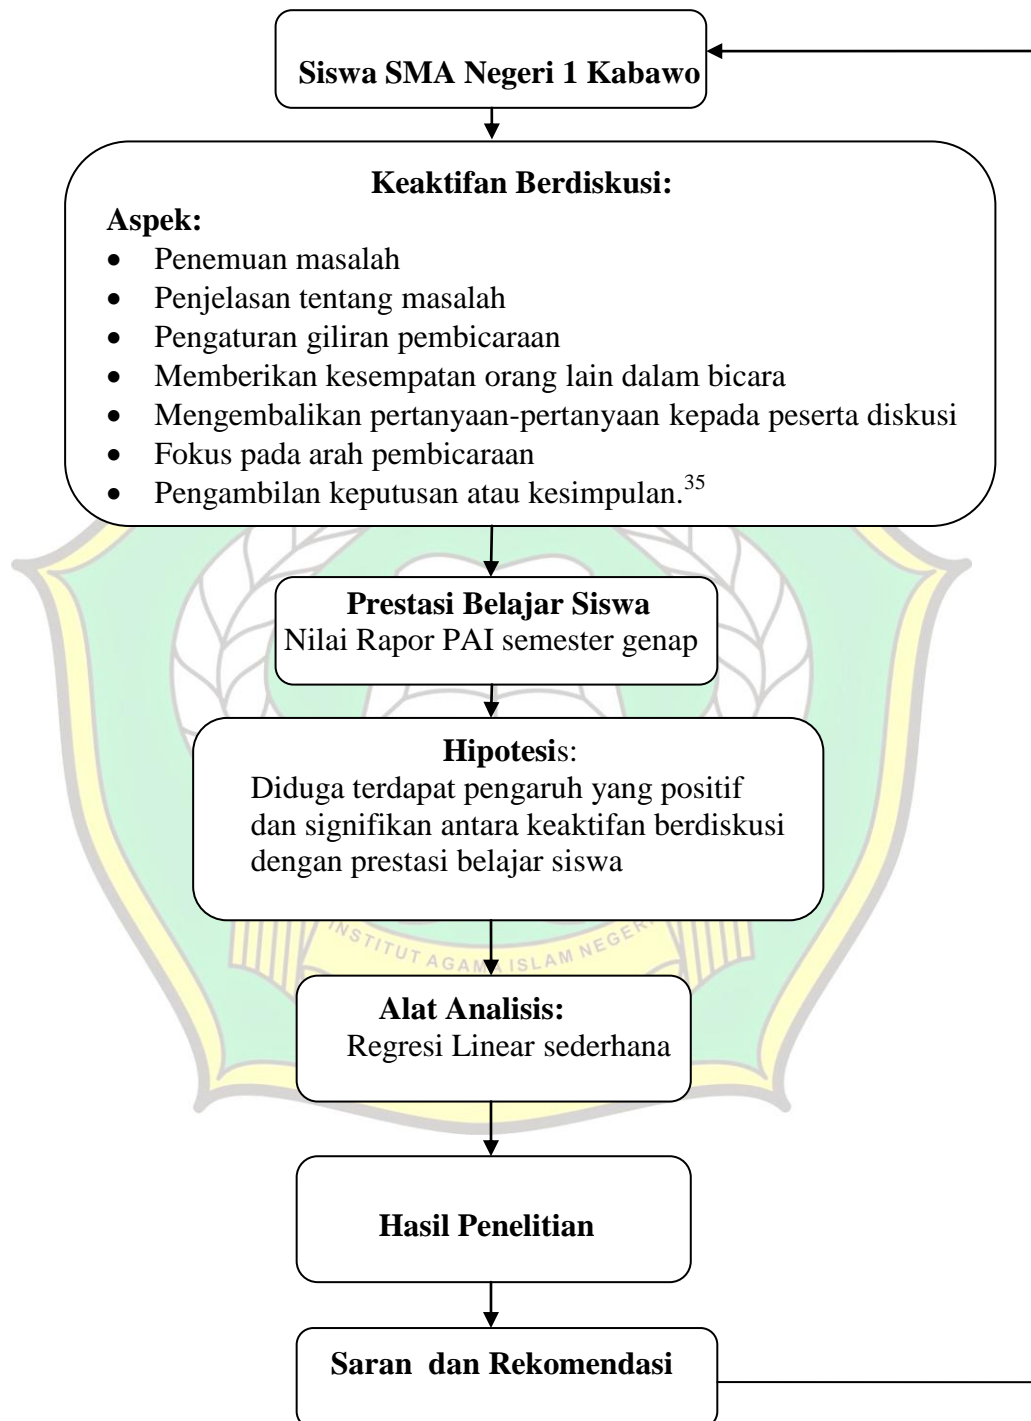 Siswa SMA Negeri 1 Kabawo
Keaktifan Berdiskusi:
Aspek:
• Penemuan masalah
• Penjelasan tentang masalah
• Pengaturan giliran pembicaraan
• Memberikan kesempatan orang lain dalam bicara
• Mengembalikan pertanyaan-pertanyaan kepada peserta diskusi
• Fokus pada arah pembicaraan
• Pengambilan keputusan atau kesimpulan.35
Prestasi Belajar Siswa
Nilai Rapor PAI semester genap
Hipotesis:
Diduga terdapat pengaruh yang positif
dan signifikan antara keaktifan berdiskusi
dengan prestasi belajar siswa
INSTITUT AGAMA ISLAM NEGERI
Alat Analisis:
Regresi Linear sederhana
Hasil Penelitian
Saran dan Rekomendasi